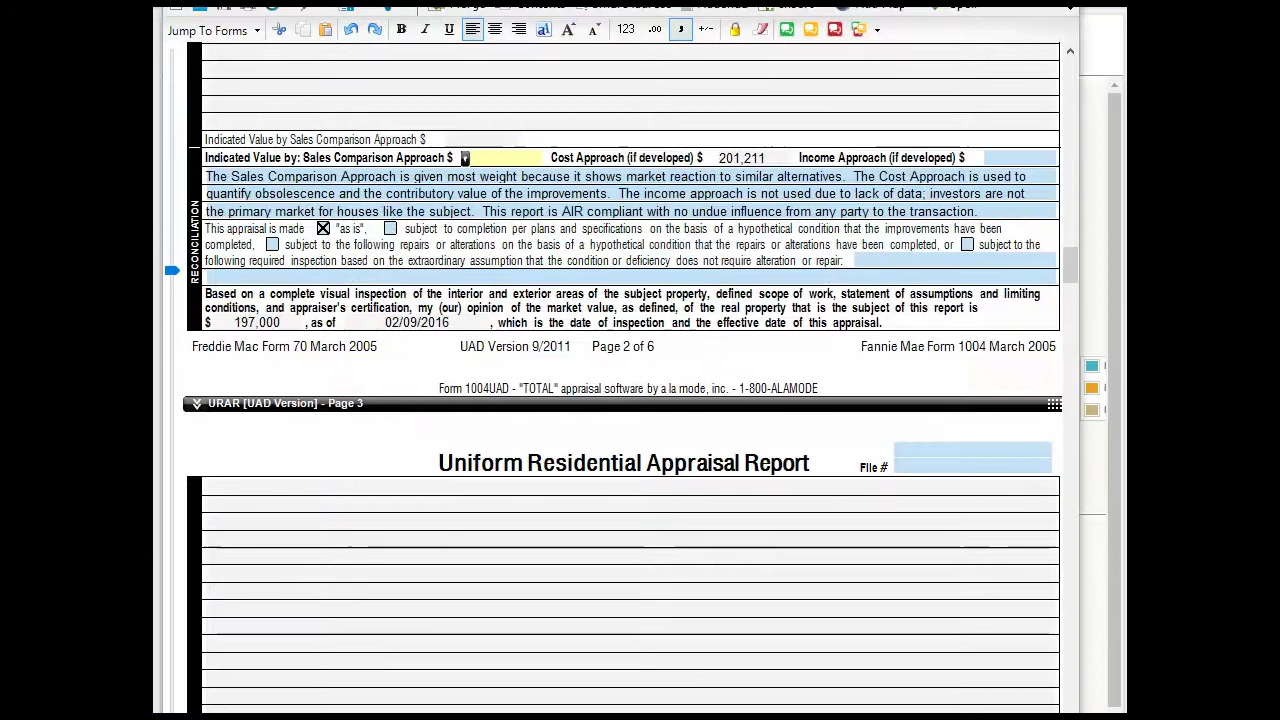 Jump To Forms
B I U
123 .00
Indicated Value by Sales Comparison Approach $
Indicated Value by: Sales Comparison Approach $ Cost Approach (if developed) $ 201,211 Income Approach (if developed) $
The Sales Comparison Approach is given most weight because it shows market reaction to similar alternatives. The Cost Approach is used to
quantify obsolescence and the contributory value of the improvements. The income approach is not used due to lack of data; investors are not
the primary market for houses like the subject. This report is AIR compliant with no undue influence from any party to the transaction.
This appraisal is made "as is", subject to completion per plans and specifications on the basis of a hypothetical condition that the improvements have been
completed, subject to the following repairs or alterations on the basis of a hypothetical condition that the repairs or alterations have been completed, or subject to the
following required inspection based on the extraordinary assumption that the condition or deficiency does not require alteration or repair:
RECONCILIATION
Based on a complete visual inspection of the interior and exterior areas of the subject property, defined scope of work, statement of assumptions and limiting
conditions, and appraiser's certification, my (our) opinion of the market value, as defined, of the real property that is the subject of this report is
$ 197,000 , as of 02/09/2016 , which is the date of inspection and the effective date of this appraisal.
Freddie Mac Form 70 March 2005 UAD Version 9/2011 Page 2 of 6 Fannie Mae Form 1004 March 2005
Form 1004UAD - "TOTAL" appraisal software by a la mode, inc. - 1-800-ALAMODE
URAR [UAD Version] - Page 3
Uniform Residential Appraisal Report File #